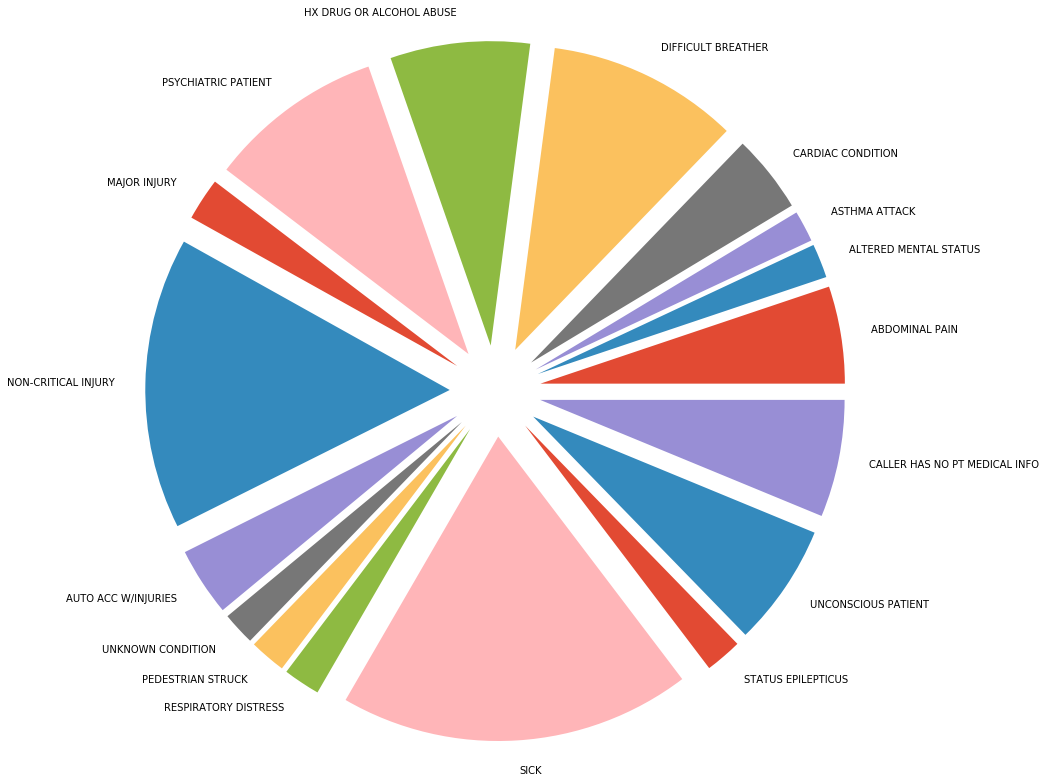 HX DRUG OR ALCOHOL ABUSE
DIFFICULT BREATHER
PSYCHIATRIC PATIENT
CARDIAC CONDITION
MAJOR INJURY
ASTHMA ATTACK
ALTERED MENTAL STATUS
ABDOMINAL PAIN
NON-CRITICAL INJURY
CALLER HAS NO PT MEDICAL INFO
AUTO ACC W/INJURIES
UNCONSCIOUS PATIENT
UNKNOWN CONDITION
PEDESTRIAN STRUCK
STATUS EPILEPTICUS
RESPIRATORY DISTRESS
SICK